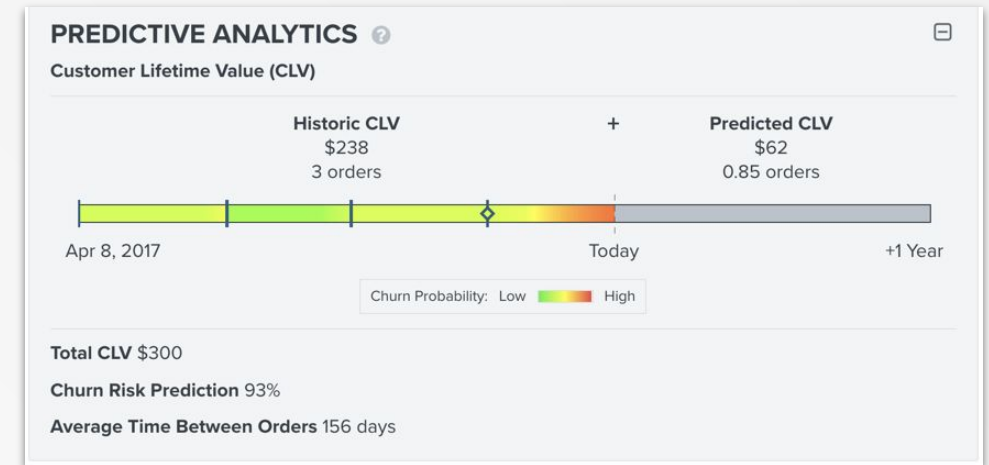 PREDICTIVE ANALYTICS ?
Customer Lifetime Value (CLV)
Historic CLV + Predicted CLV
$238 $62
3 orders 0.85 orders
Apr 8, 2017 Today +1 Year
Churn Probability: Low High
Total CLV $300
Churn Risk Prediction 93%
Average Time Between Orders 156 days